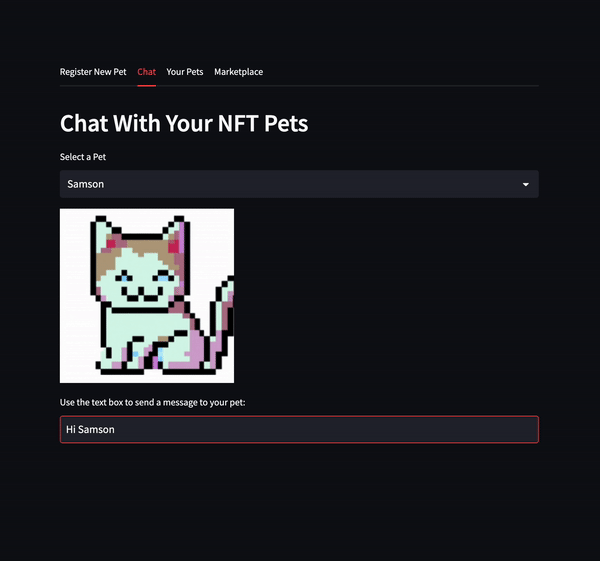 Register New Pet Chat Your Pets Marketplace
Chat With Your NFT Pets
Select a Pet
Samson
Use the text box to send a message to your pet:
Hi Samson